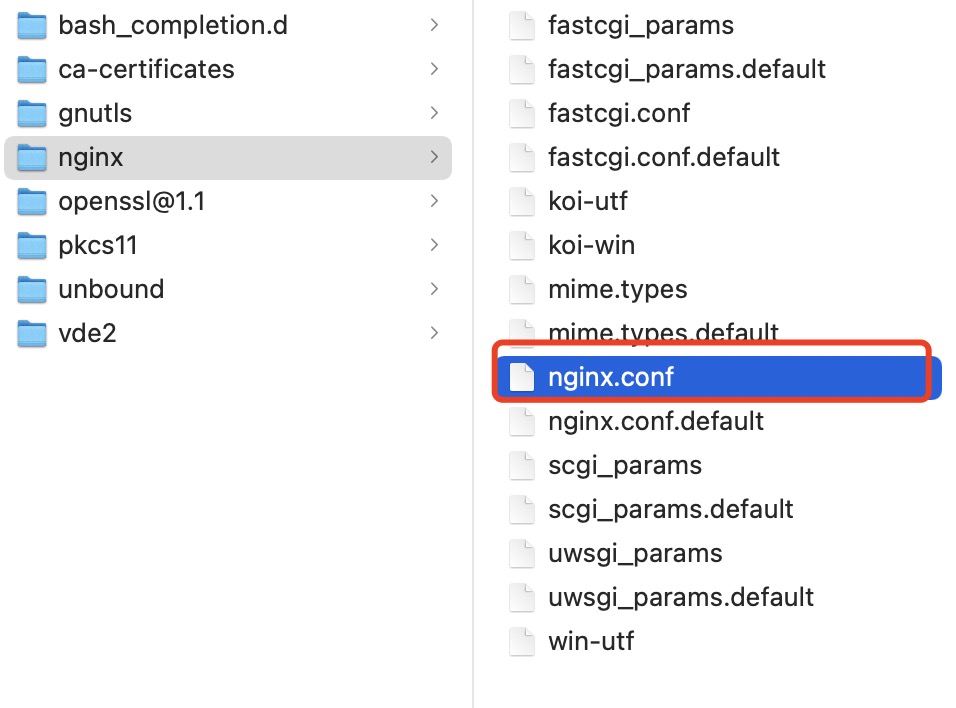 bash_completion.d
ca-certificates
gnutls
nginx
openssl@1.1
pkcs11
unbound
vde2
fastcgi_params
fastcgi_params.default
fastcgi.conf
fastcgi.conf.default
koi-utf
koi-win
mime.types
mime.types.default
nginx.conf
nginx.conf.default
scgi_params
scgi_params.default
uwsgi_params
uwsgi_params.default
win-utf